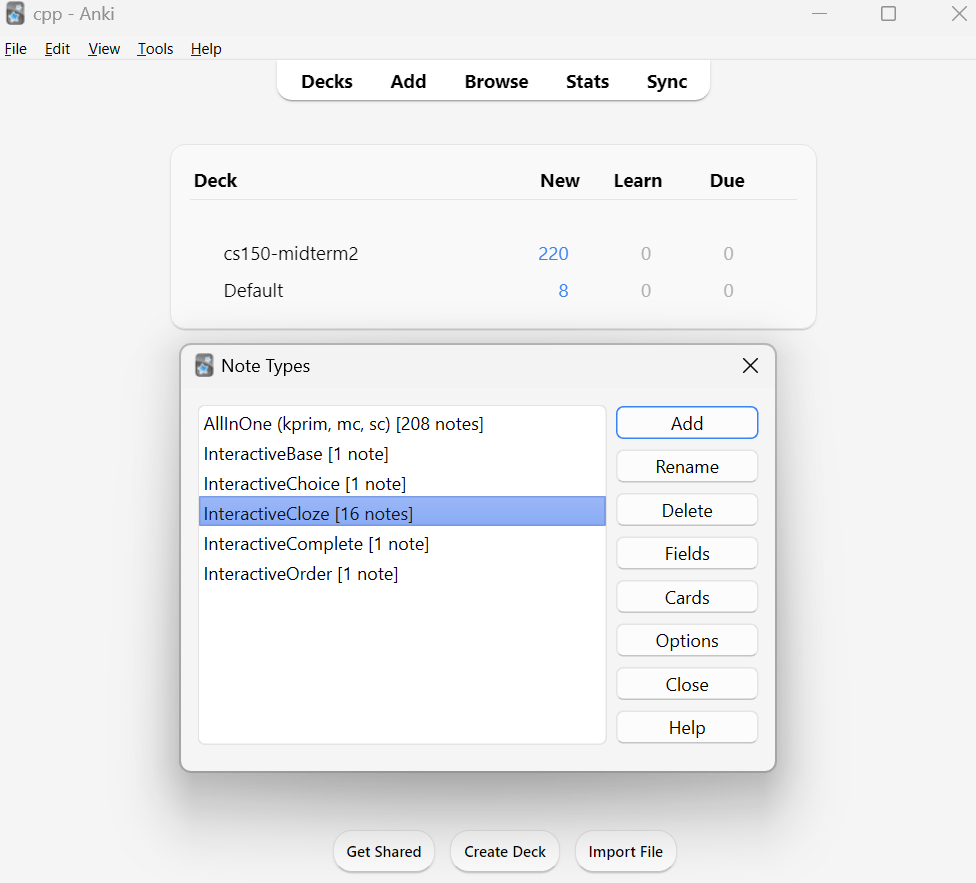 cpp - Anki
File Edit View Tools Help
Decks Add Browse Stats Sync
Deck New Learn Due
cs150-midterm2 220 0 0
Default 8 0 0
Note Types
AllInOne (kprim, mc, sc) [208 notes]
InteractiveBase [1 note]
InteractiveChoice [1 note]
InteractiveCloze [16 notes]
InteractiveComplete [1 note]
InteractiveOrder [1 note]
Add
Rename
Delete
Fields
Cards
Options
Close
Help
Get Shared Create Deck Import File